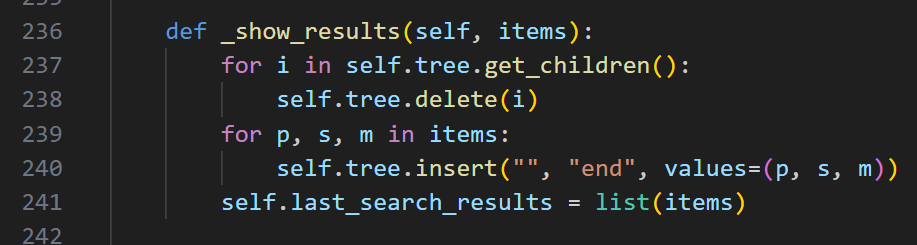 236 def _show_results(self, items):
237 for i in self.tree.get_children():
238 self.tree.delete(i)
239 for p, s, m in items:
240 self.tree.insert("", "end", values=(p, s, m))
241 self.last_search_results = list(items)
242